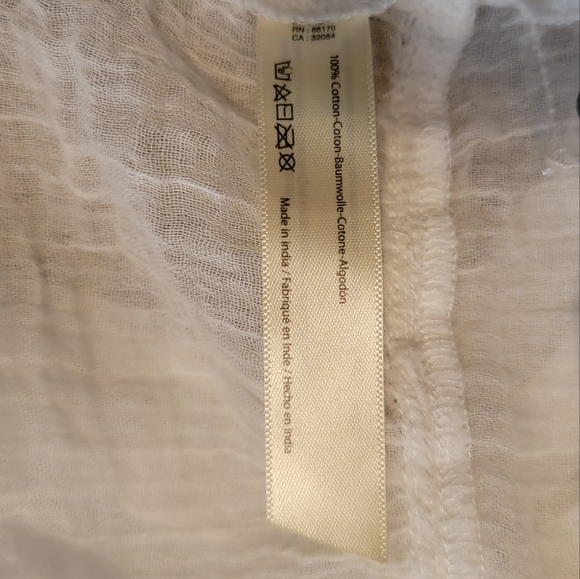 RN : 66170
CA : 32054
100% Cotton-Coton-Baumwolle-Cotone-Algodón
Made in india / Fabriqué en Inde / Hecho en india